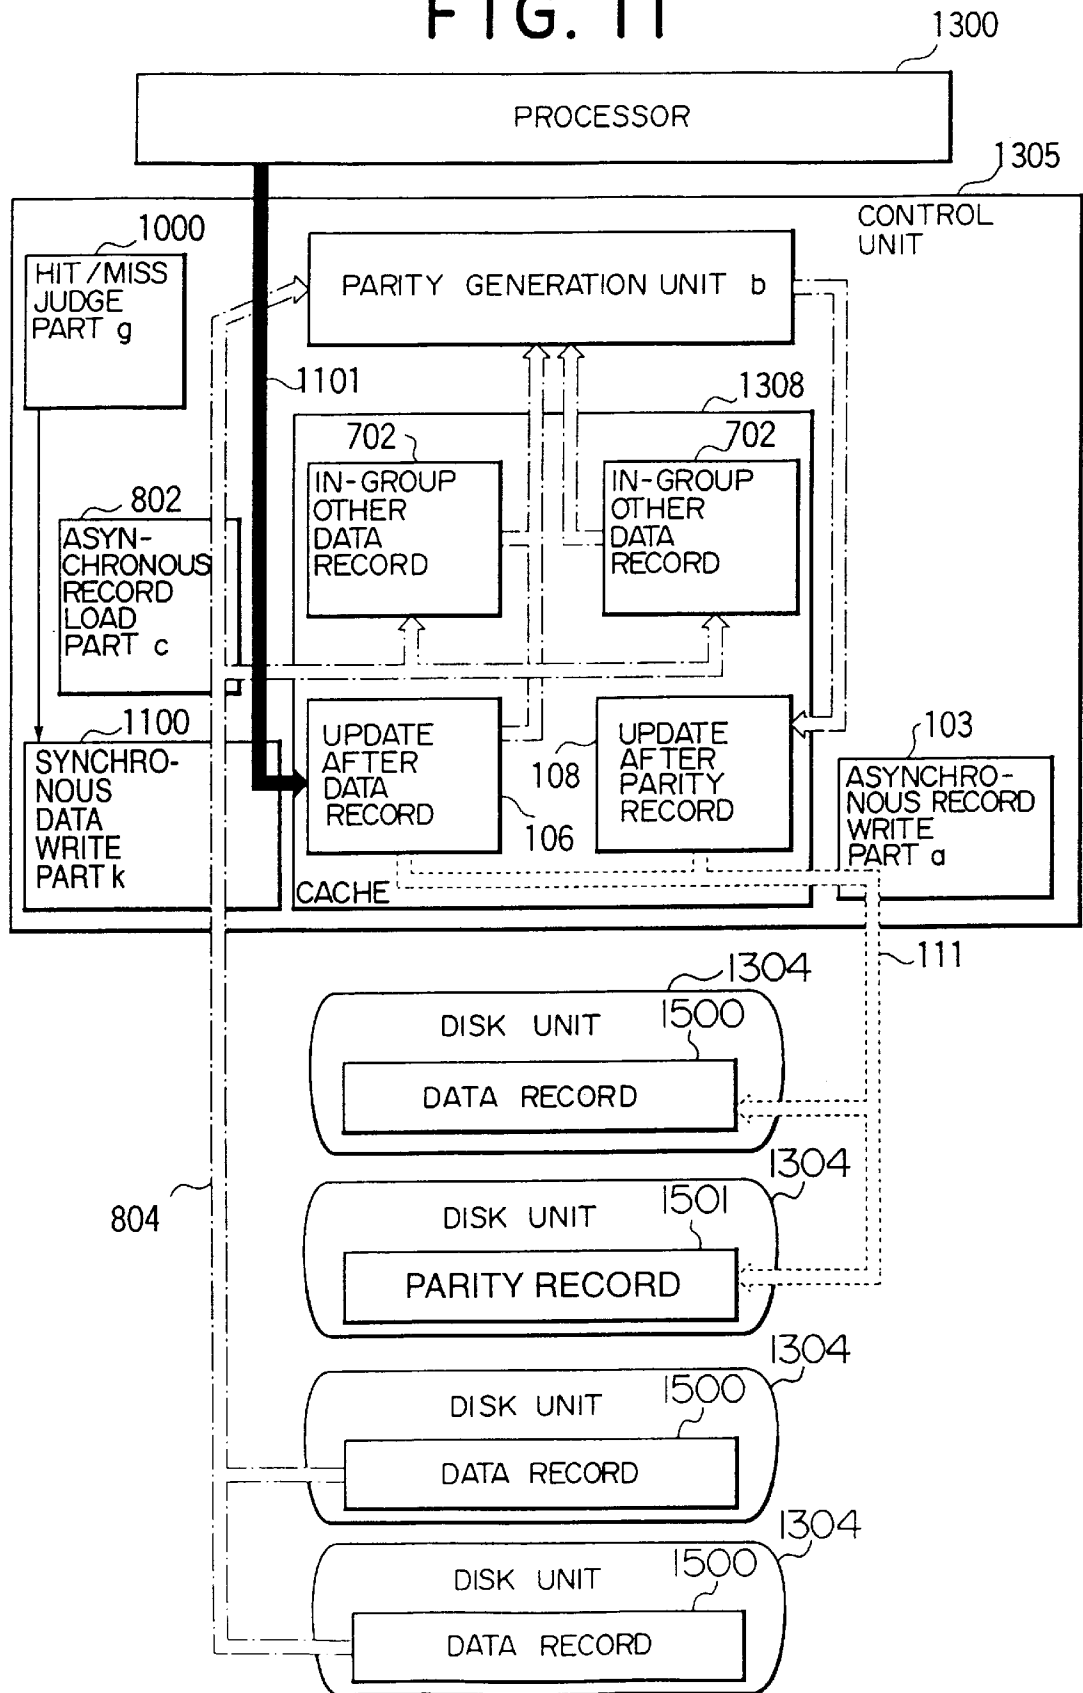 FIG. 11
1300
PROCESSOR
1305
CONTROL
UNIT
1000
HIT/MISS
JUDGE
PART g
PARITY GENERATION UNIT b
1101
1308
702
IN-GROUP
OTHER
DATA
RECORD
702
IN-GROUP
OTHER
DATA
RECORD
802
ASYN-
CHRONOUS
RECORD
LOAD
PART c
1100
SYNCHRO-
NOUS
DATA
WRITE
PART k
UPDATE
AFTER
DATA
RECORD
106
108
UPDATE
AFTER
PARITY
RECORD
103
ASYNCHRO-
NOUS RECORD
WRITE
PART a
CACHE
111
1304
DISK UNIT
1500
DATA RECORD
1304
DISK UNIT
1501
PARITY RECORD
804
1304
DISK UNIT
1500
DATA RECORD
1304
DISK UNIT
1500
DATA RECORD